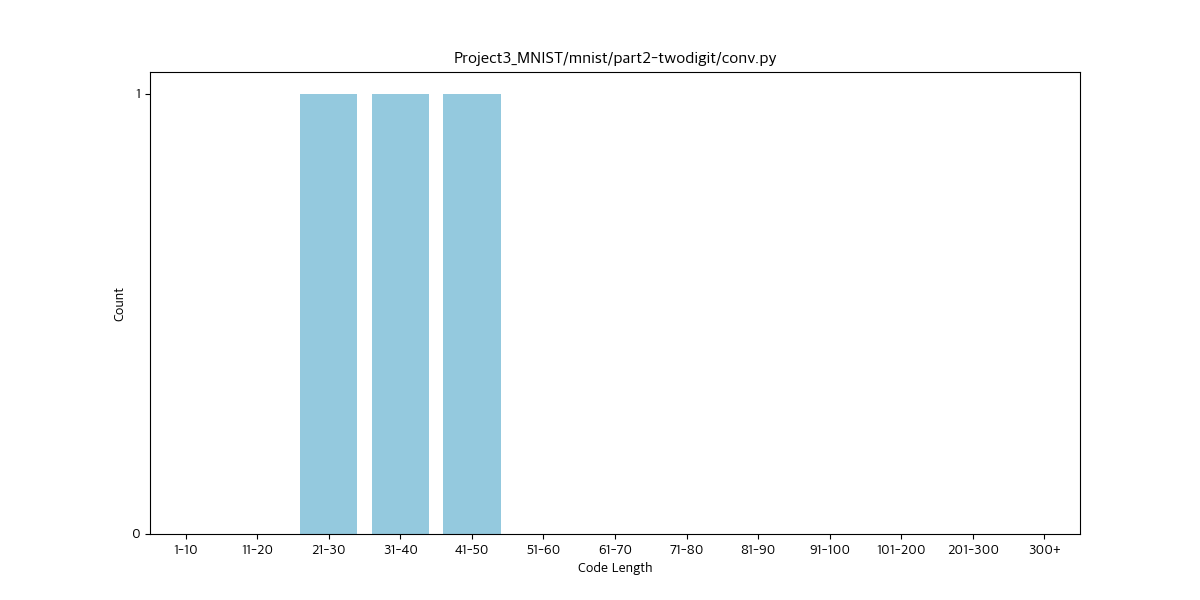 Project3_MNIST/mnist/part2-twodigit/conv.py
1
Count
0
1-10 11-20 21-30 31-40 41-50 51-60 61-70 71-80 81-90 91-100 101-200 201-300 300+
Code Length